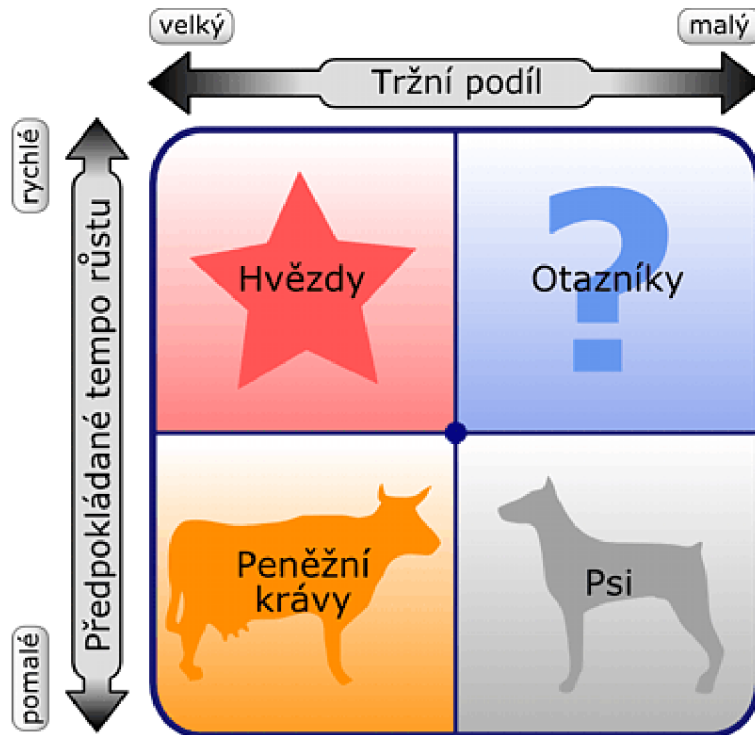 velký
malý
Tržní podíl
rychlé
Předpokládané tempo růstu
pomalé
Hvězdy
Otazníky
Peněžní
krávy
Psi